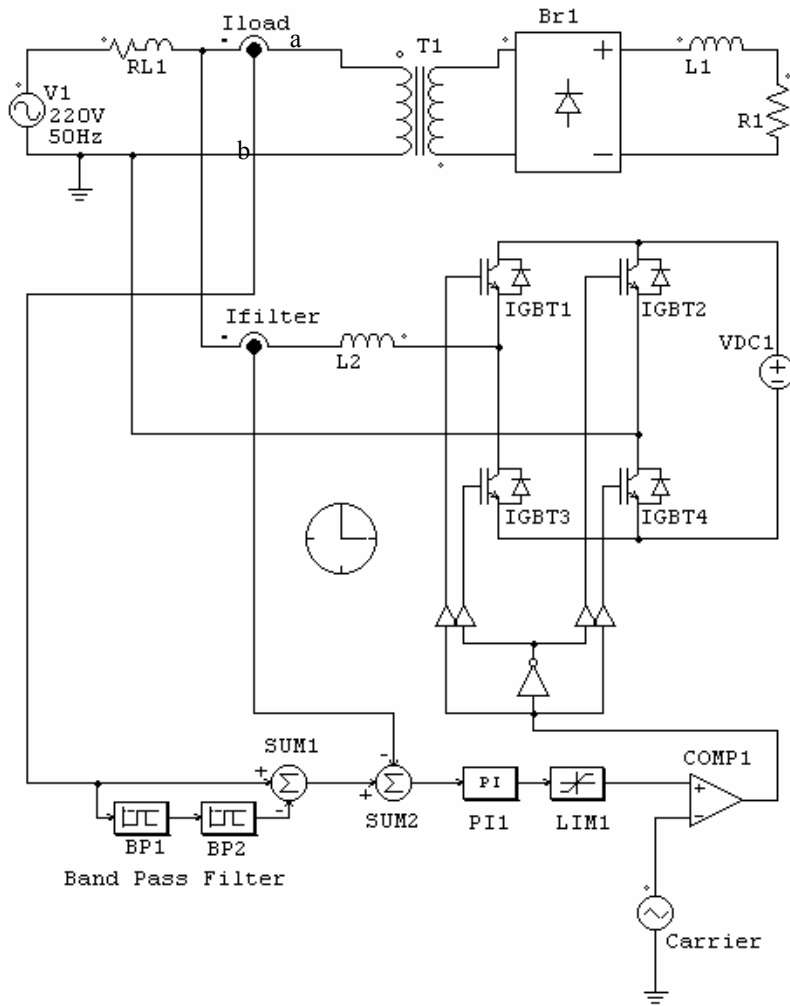 Iload
a
T1
Br1
RL1
L1
V1
220V
50Hz
R1
b
IGBT1
IGBT2
Ifilter
L2
VDC1
IGBT3
IGBT4
SUM1
COMP1
PI
SUM2
PI1
LIM1
BP1
BP2
Band Pass Filter
Carrier